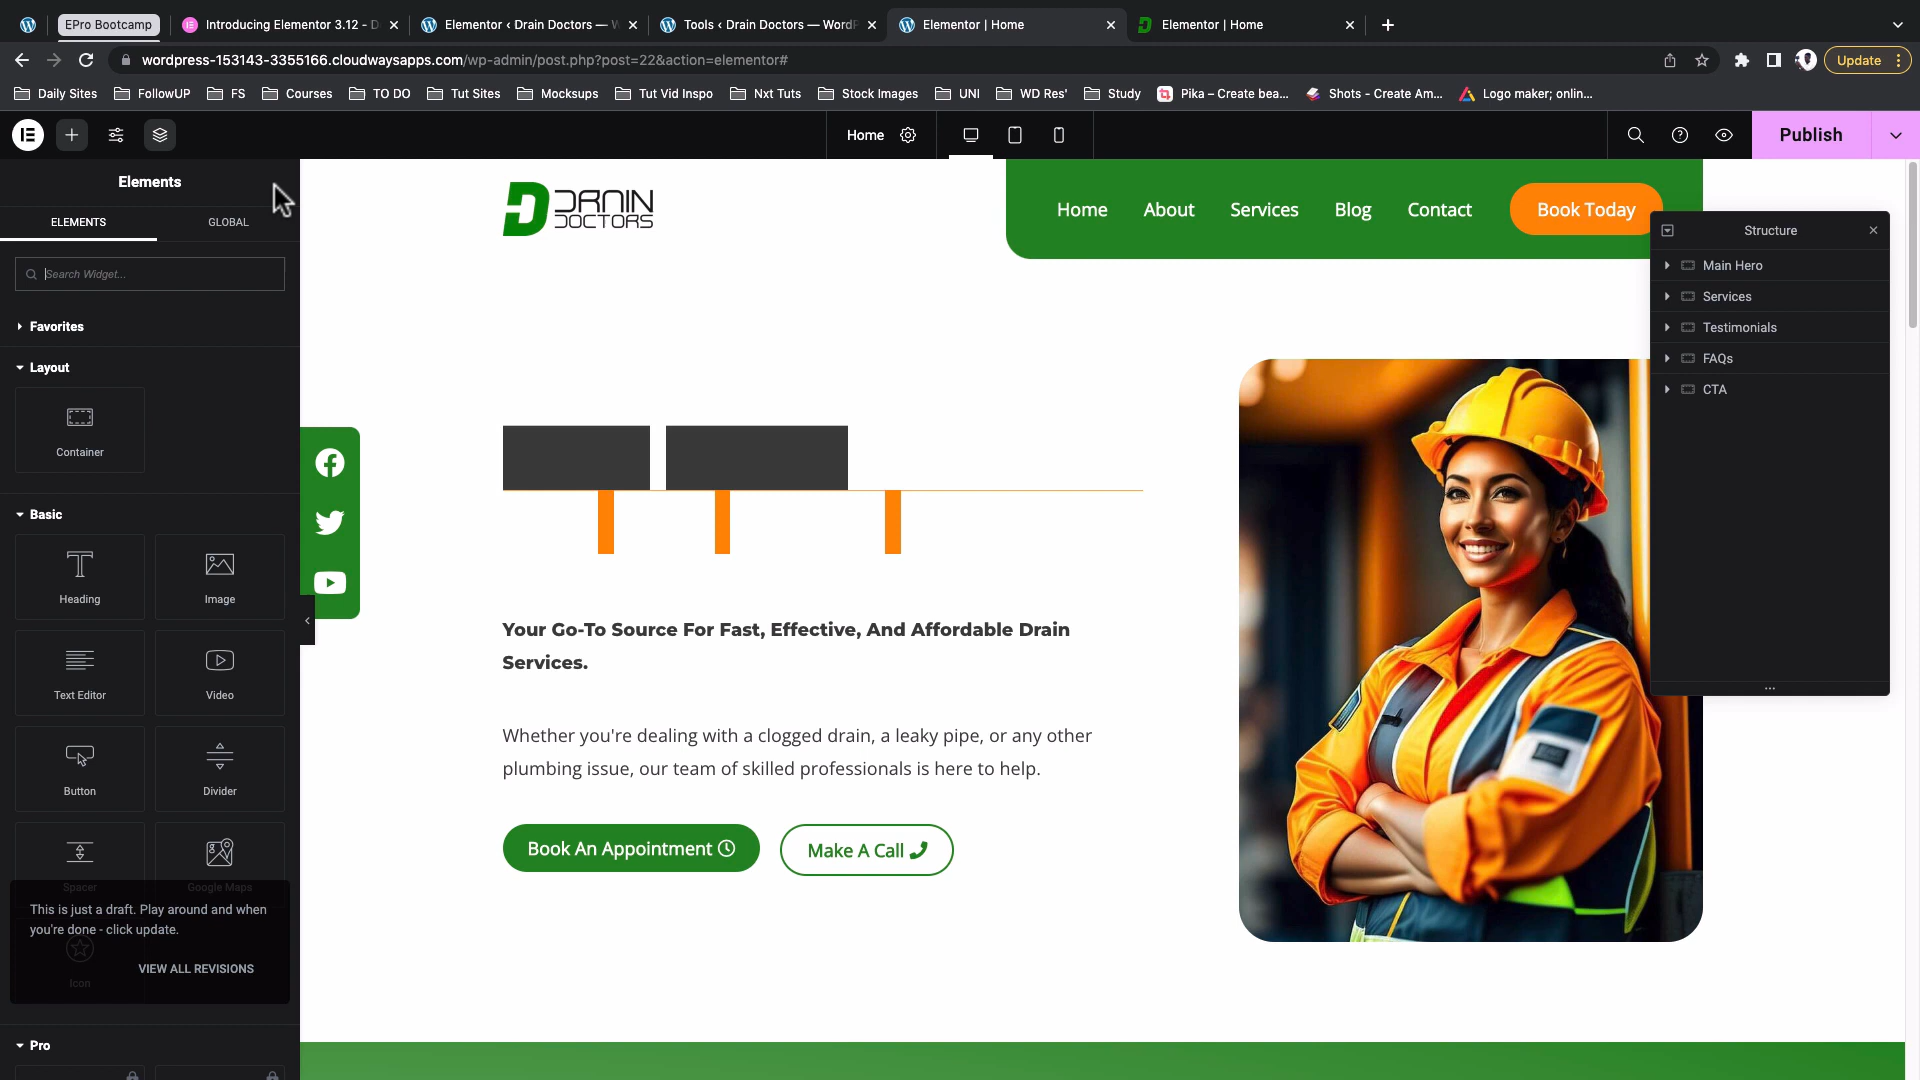 EPro Bootcamp
Introducing Elementor 3.12 - D
Elementor ‹ Drain Doctors — W
Tools ‹ Drain Doctors — WordP
Elementor | Home
Elementor | Home
wordpress-153143-3355166.cloudwaysapps.com/wp-admin/post.php?post=22&action=elementor#
Update
Daily Sites
FollowUP
FS
Courses
TO DO
Tut Sites
Mocksups
Tut Vid Inspo
Nxt Tuts
Stock Images
UNI
WD Res'
Study
Pika – Create bea...
Shots - Create Am...
Logo maker; onlin...
Home
Publish
Elements
ELEMENTS
GLOBAL
Search Widget...
Favorites
Layout
Container
Basic
Heading
Image
Text Editor
Video
Button
Divider
Spacer
Google Maps
This is just a draft. Play around and when
you're done - click update.
VIEW ALL REVISIONS
Icon
Pro
DRAIN
DOCTORS
Home
About
Services
Blog
Contact
Book Today
Your Go-To Source For Fast, Effective, And Affordable Drain
Services.
Whether you're dealing with a clogged drain, a leaky pipe, or any other
plumbing issue, our team of skilled professionals is here to help.
Book An Appointment
Make A Call
Structure
Main Hero
Services
Testimonials
FAQs
CTA